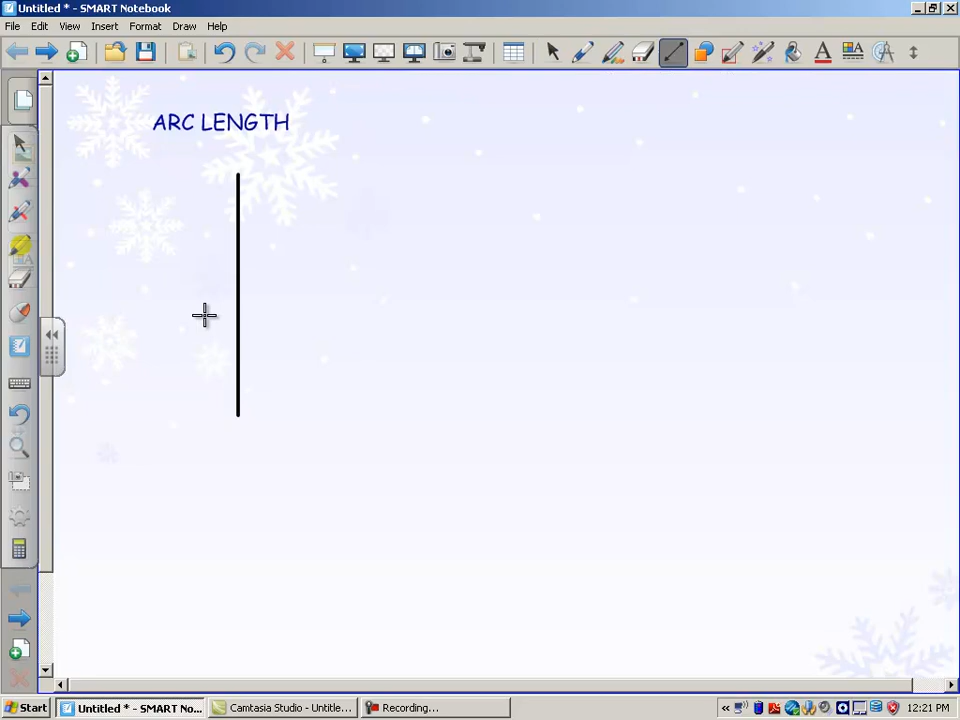 Untitled * - SMART Notebook
File Edit View Insert Format Draw Help
ARC LENGTH
Start Untitled * - SMART No... Camtasia Studio - Untitle... Recording... 12:21 PM